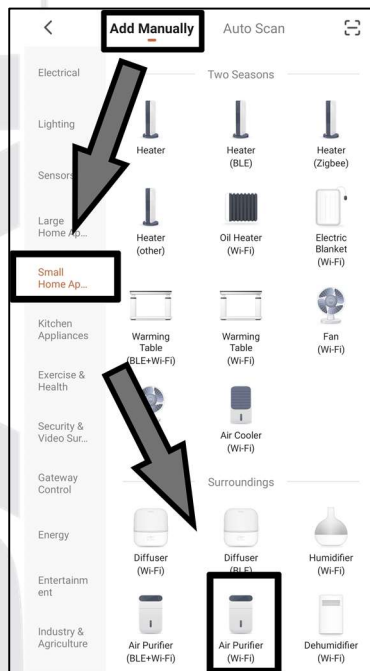 Add Manually
Auto Scan
Electrical
Lighting
Sensors
Large
Home Ap...
Small
Home Ap...
Kitchen
Appliances
Exercise &
Health
Security &
Video Sur...
Gateway
Control
Energy
Entertainm
ent
Industry &
Agriculture
Two Seasons
Heater
Heater
(BLE)
Heater
(Zigbee)
Heater
(other)
Oil Heater
(Wi-Fi)
Electric
Blanket
(Wi-Fi)
Warming
Table
(BLE+Wi-Fi)
Warming
Table
(Wi-Fi)
Fan
(Wi-Fi)
Air Cooler
(Wi-Fi)
Surroundings
Diffuser
(Wi-Fi)
Diffuser
(BLE)
Humidifier
(Wi-Fi)
Air Purifier
(BLE+Wi-Fi)
Air Purifier
(Wi-Fi)
Dehumidifier
(Wi-Fi)